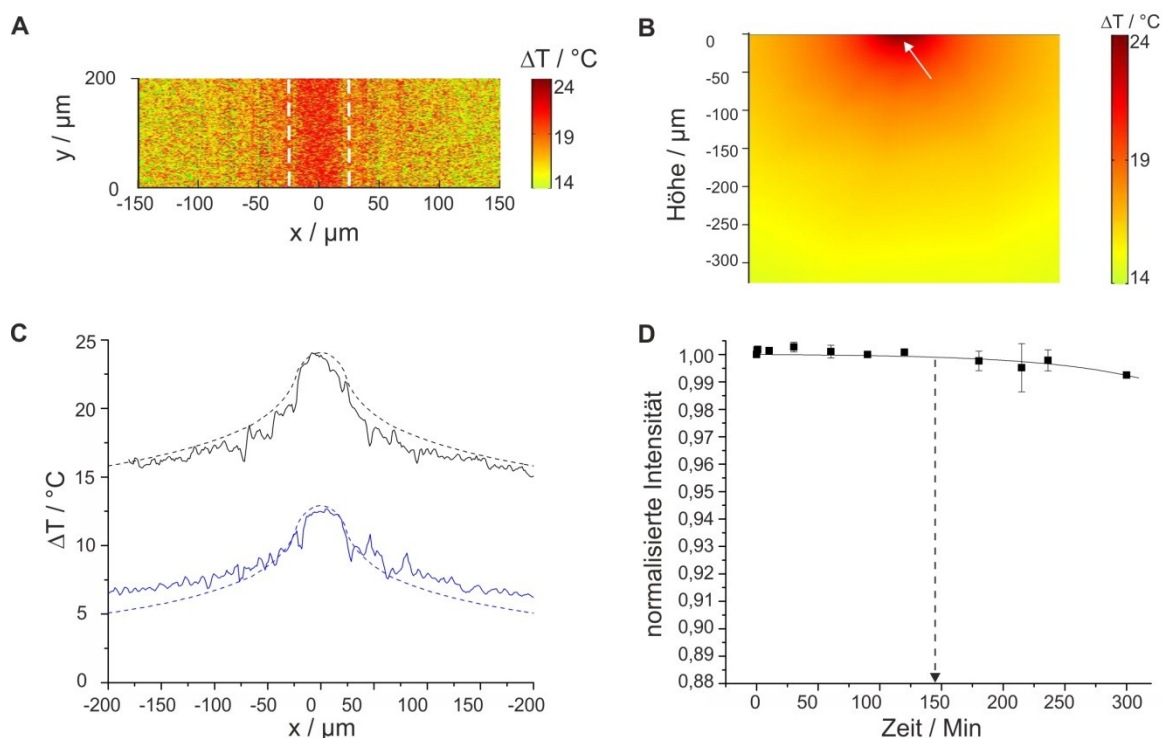 A
ΔT / °C
24
19
14
200
0
y / µm
-150 -100 -50 0 50 100 150
x / µm
B
ΔT / °C
24
19
14
0
-50
-100
-150
-200
-250
-300
Höhe / µm
C
25
20
15
10
5
ΔT / °C
-200 -150 -100 -50 0 -50 -100 -150 -200
x / µm
D
1,00
0,99
0,98
0,97
0,96
0,95
0,94
0,93
0,92
0,91
0,90
0,89
0,88
normalisierte Intensität
0 50 100 150 200 250 300
Zeit / Min